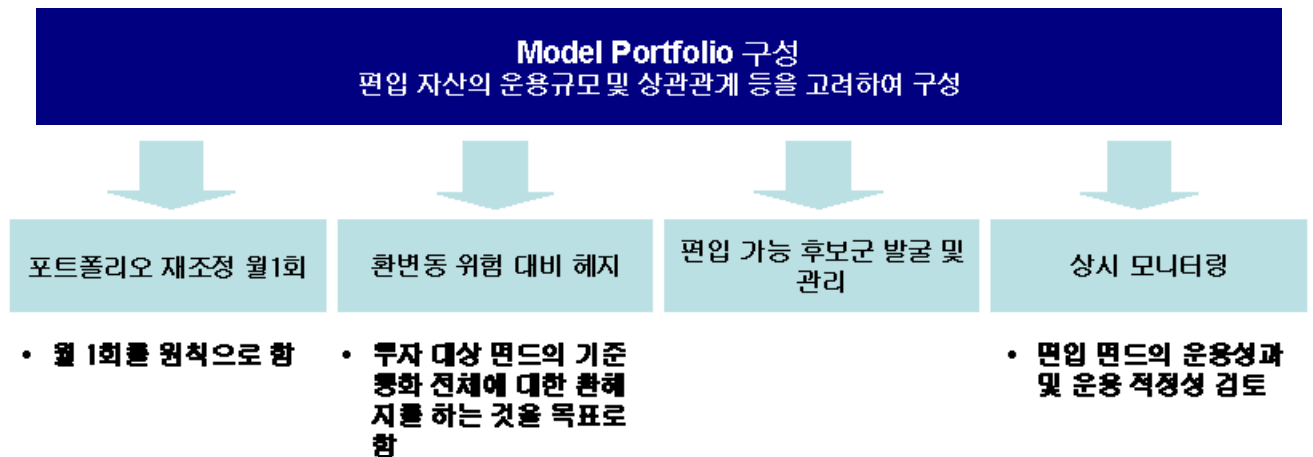 Model Portfolio 구성
편입 자산의 운용규모 및 상관관계 등을 고려하여 구성
포트폴리오 재조정 월1회
환변동 위험 대비 헤지
편입 가능 후보군 발굴 및
관리
상시 모니터링
• 월 1회를 원칙으로 함
• 투자 대상 펀드의 기준
통화 전체에 대한 환헤
지를 하는 것을 목표로
함
• 편입 펀드의 운용성과
및 운용 적정성 검토